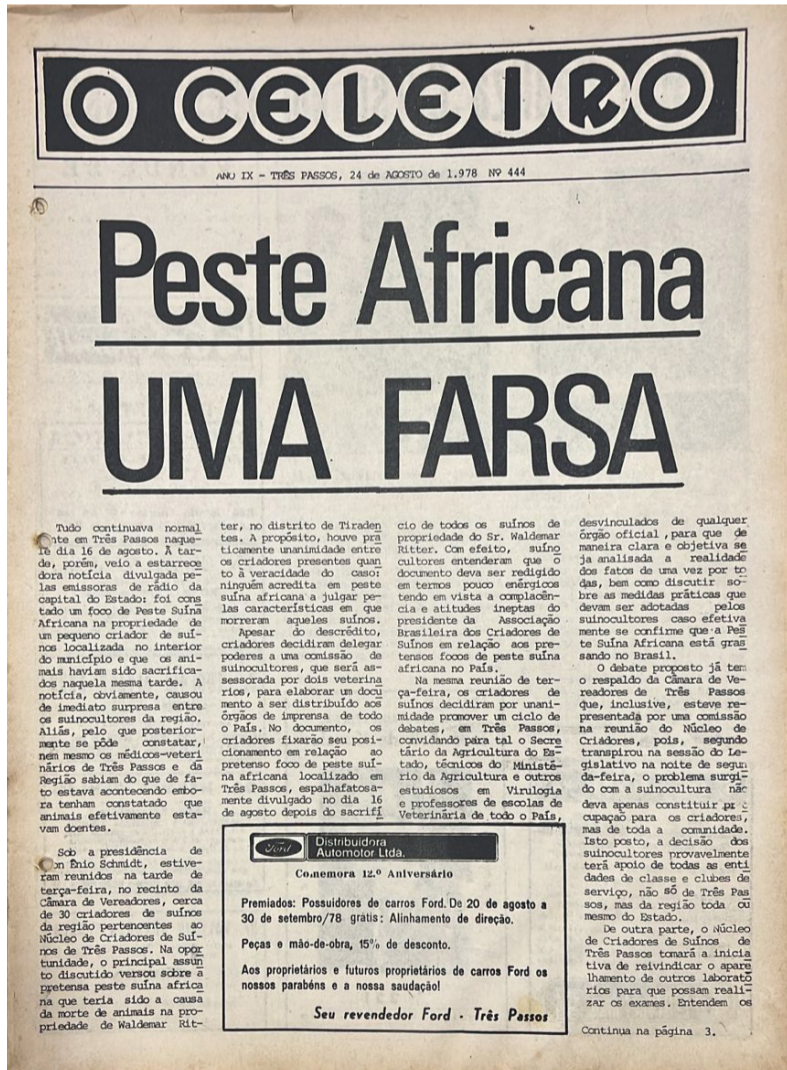 O CELEIRO
ANO IX - TRÊS PASSOS, 24 de AGOSTO de 1.978 Nº 444
Peste Africana
UMA FARSA
Tudo continuava normal
nte em Três Passos naque-
le dia 16 de agosto. À tar-
de, porém, veio a estarrece
dora notícia divulgada pe-
las emissoras de rádio da
capital do Estado: foi cons
tado um foco de Peste Suína
Africana na propriedade de
um pequeno criador de suí-
nos localizada no interior
do município e que os ani-
mais haviam sido sacrifica-
dos naquela mesma tarde. A
notícia, obviamente, causou
de imediato surpresa entre
os suinocultores da região.
Aliás, pelo que posterior-
mente se pôde constatar,
nem mesmo os médicos-veteri
nários de Três Passos e da
Região sabiam do que de fa-
to estava acontecendo embo-
ra tenham constatado que
animais efetivamente esta-
vam doentes.
Sob a presidência de
on Ênio Schmidt, estive-
ram reunidos na tarde de
terça-feira, no recinto da
Câmara de Vereadores, cerca
de 30 criadores de suínos
da região pertencentes ao
Núcleo de Criadores de Suí-
nos de Três Passos. Na opor
tunidade, o principal assun
to discutido versou sobre a
pretensa peste suína africa
na que teria sido a causa
da morte de animais na pro-
priedade de Waldemar Rit-
ter, no distrito de Tiraden
tes. A propósito, houve pra
ticamente unanimidade entre
os criadores presentes quan
to à veracidade do caso:
ninguém acredita em peste
suína africana a julgar pe-
las características em que
morreram aqueles suínos.
Apesar do descrédito,
criadores decidiram delegar
poderes a uma comissão de
suinocultores, que será as-
sessorada por dois veteriná
rios, para elaborar um docu
mento a ser distribuído aos
órgãos de imprensa de todo
o País. No documento, os
criadores fixarão seu posi-
cionamento em relação ao
pretenso foco de peste suí-
na africana localizado em
Três Passos, espalhafatosa-
mente divulgado no dia 16
de agosto depois do sacrifí
cio de todos os suínos de
propriedade do Sr. Waldemar
Ritter. Com efeito, suíno
cultores entenderam que o
documento deva ser redigido
em termos pouco enérgicos
tendo em vista a complacên-
cia e atitudes ineptas do
presidente da Associação
Brasileira dos Criadores de
Suínos em relação aos pre-
tensos focos de peste suína
africana no País.
Na mesma reunião de ter-
ça-feira, os criadores de
suínos decidiram por unani-
midade promover um ciclo de
debates, em Três Passos,
convidando para tal o Secre
tário da Agricultura do Es-
tado, técnicos do Ministé-
rio da Agricultura e outros
estudiosos em Virulogia
e professores de escolas de
Veterinária de todo o País,
desvinculados de qualquer
órgão oficial ,para que de
maneira clara e objetiva se
ja analisada a realidade
dos fatos de uma vez por to
das, bem como discutir so-
bre as medidas práticas que
devam ser adotadas pelos
suinocultores caso efetiva
mente se confirme que a Pes
te Suína Africana está gras
sando no Brasil.
O debate proposto já tem
o respaldo da Câmara de Ve-
readores de Três Passos
que, inclusive, esteve re-
presentada por uma comissão
na reunião do Núcleo de
Criadores, pois, segundo
transpirou na sessão do Le-
gislativo na noite de segun
da-feira, o problema surgi-
do com a suinocultura não
deva apenas constituir preo
cupação para os criadores,
mas de toda a comunidade.
Isto posto, a decisão dos
suinocultores provavelmente
terá apoio de todas as enti
dades de classe e clubes de
serviço, não só de Três Pas
sos, mas da região toda ou
mesmo do Estado.
De outra parte, o Núcleo
de Criadores de Suínos de
Três Passos tomará a inicia
tiva de reivindicar o apare
lhamento de outros laborató
rios para que possam reali-
zar os exames. Entendem os
Continua na página 3.
Ford
Distribuidora
Automotor Ltda.
Comemora 12.º Aniversário
Premiados: Possuidores de carros Ford. De 20 de agosto a
30 de setembro/78 grátis: Alinhamento de direção.
Peças e mão-de-obra, 15% de desconto.
Aos proprietários e futuros proprietários de carros Ford os
nossos parabéns e a nossa saudação!
Seu revendedor Ford - Três Passos